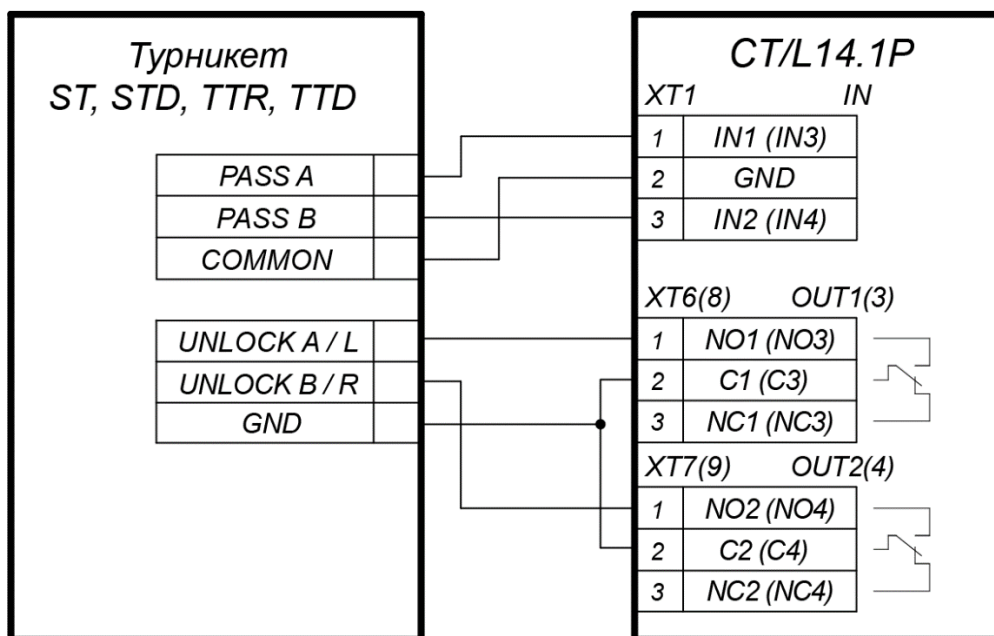 Турникет
ST, STD, TTR, TTD
PASS A
PASS B
COMMON
UNLOCK A / L
UNLOCK B / R
GND
CT/L14.1P
XT1 IN
1 IN1 (IN3)
2 GND
3 IN2 (IN4)
XT6(8) OUT1(3)
1 NO1 (NO3)
2 C1 (C3)
3 NC1 (NC3)
XT7(9) OUT2(4)
1 NO2 (NO4)
2 C2 (C4)
3 NC2 (NC4)